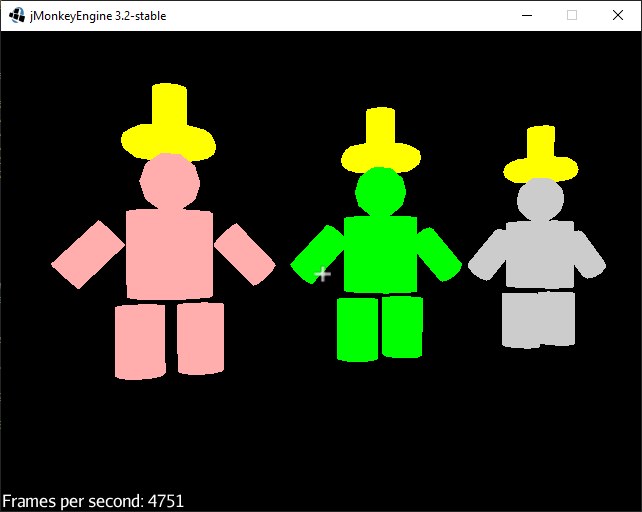 jMonkeyEngine 3.2-stable
Frames per second: 4751